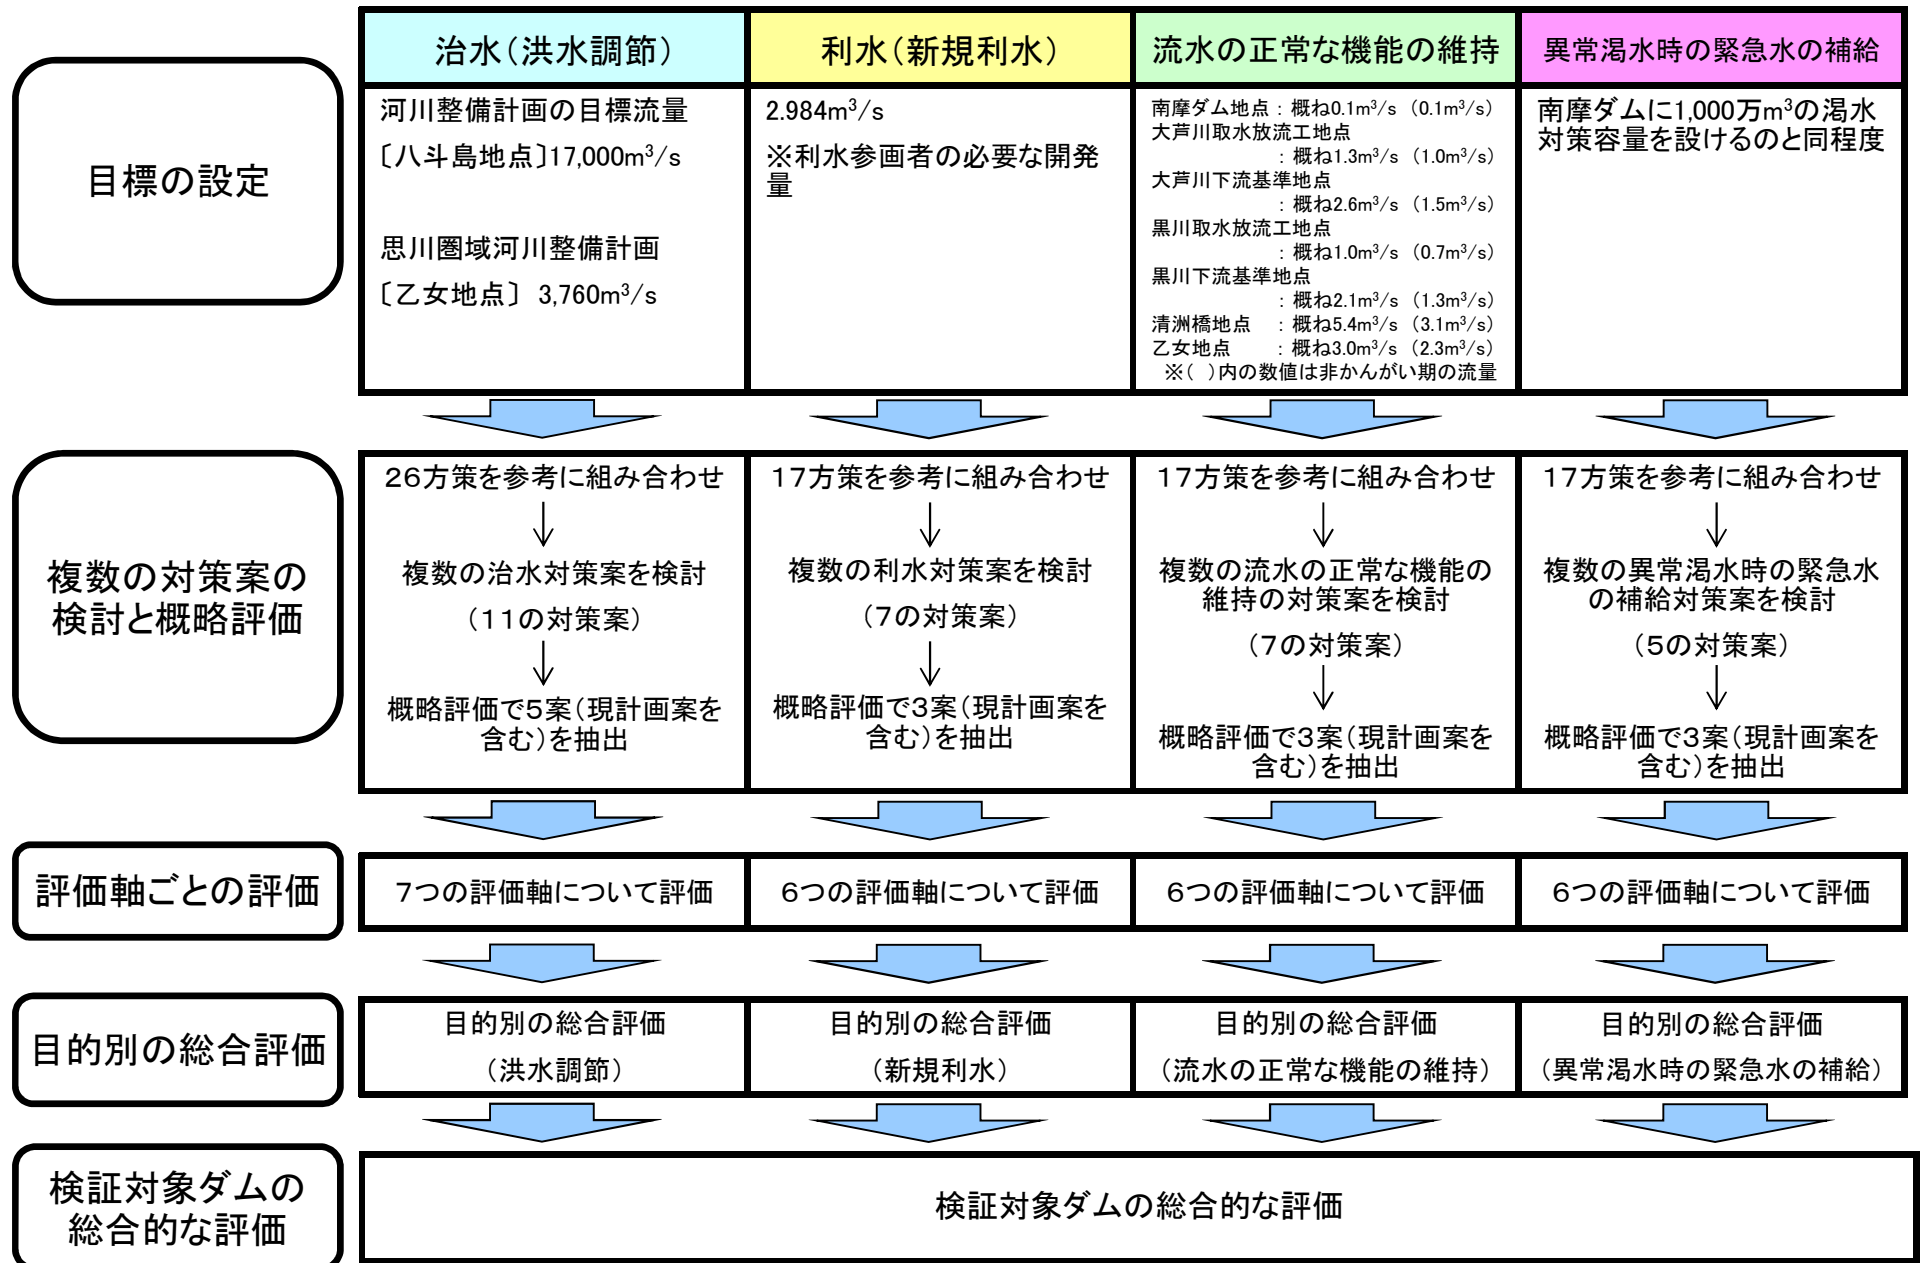 治水（洪水調節）
利水（新規利水）
流水の正常な機能の維持
異常渇水時の緊急水の補給
目標の設定
河川整備計画の目標流量
〔八斗島地点〕17,000m³/s
思川圏域河川整備計画
〔乙女地点〕 3,760m³/s
2.984m³/s
※利水参画者の必要な開発
量
南摩ダム地点：概ね0.1m³/s （0.1m³/s）
大芦川取水放流工地点
：概ね1.3m³/s （1.0m³/s）
大芦川下流基準地点
：概ね2.6m³/s （1.5m³/s）
黒川取水放流工地点
：概ね1.0m³/s （0.7m³/s）
黒川下流基準地点
：概ね2.1m³/s （1.3m³/s）
清洲橋地点 ：概ね5.4m³/s （3.1m³/s）
乙女地点 ：概ね3.0m³/s （2.3m³/s）
※（ ）内の数値は非かんがい期の流量
南摩ダムに1,000万m³の渇水
対策容量を設けるのと同程度
複数の対策案の
検討と概略評価
26方策を参考に組み合わせ
↓
複数の治水対策案を検討
（11の対策案）
↓
概略評価で5案（現計画案を
含む）を抽出
17方策を参考に組み合わせ
↓
複数の利水対策案を検討
（7の対策案）
↓
概略評価で3案（現計画案を
含む）を抽出
17方策を参考に組み合わせ
↓
複数の流水の正常な機能の
維持の対策案を検討
（7の対策案）
↓
概略評価で3案（現計画案を
含む）を抽出
17方策を参考に組み合わせ
↓
複数の異常渇水時の緊急水
の補給対策案を検討
（5の対策案）
↓
概略評価で3案（現計画案を
含む）を抽出
評価軸ごとの評価
7つの評価軸について評価
6つの評価軸について評価
6つの評価軸について評価
6つの評価軸について評価
目的別の総合評価
目的別の総合評価
（洪水調節）
目的別の総合評価
（新規利水）
目的別の総合評価
（流水の正常な機能の維持）
目的別の総合評価
（異常渇水時の緊急水の補給）
検証対象ダムの
総合的な評価
検証対象ダムの総合的な評価